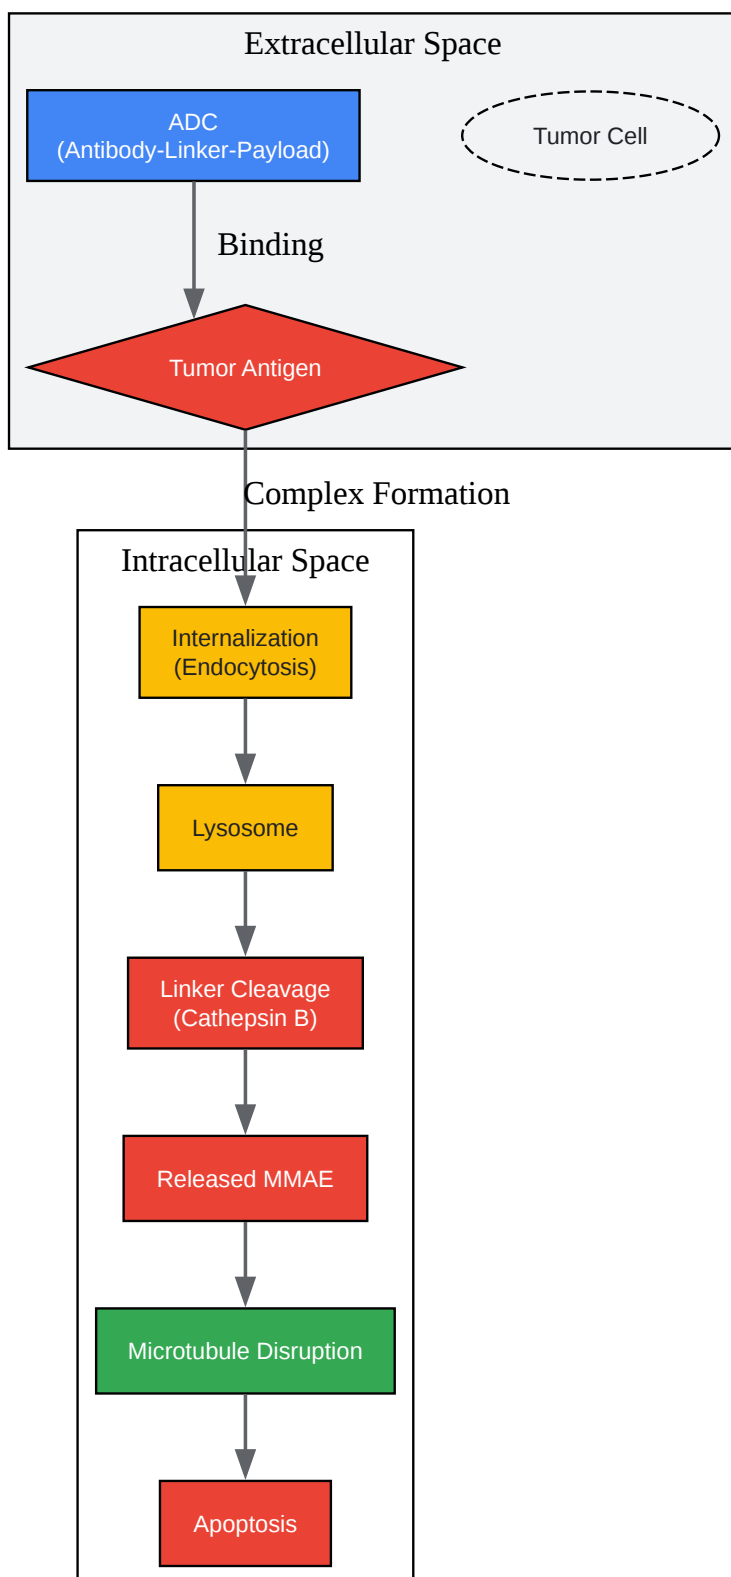 Extracellular Space
ADC
(Antibody-Linker-Payload)
Tumor Cell
Binding
Tumor Antigen
Complex Formation
Intracellular Space
Internalization
(Endocytosis)
Lysosome
Linker Cleavage
(Cathepsin B)
Released MMAE
Microtubule Disruption
Apoptosis